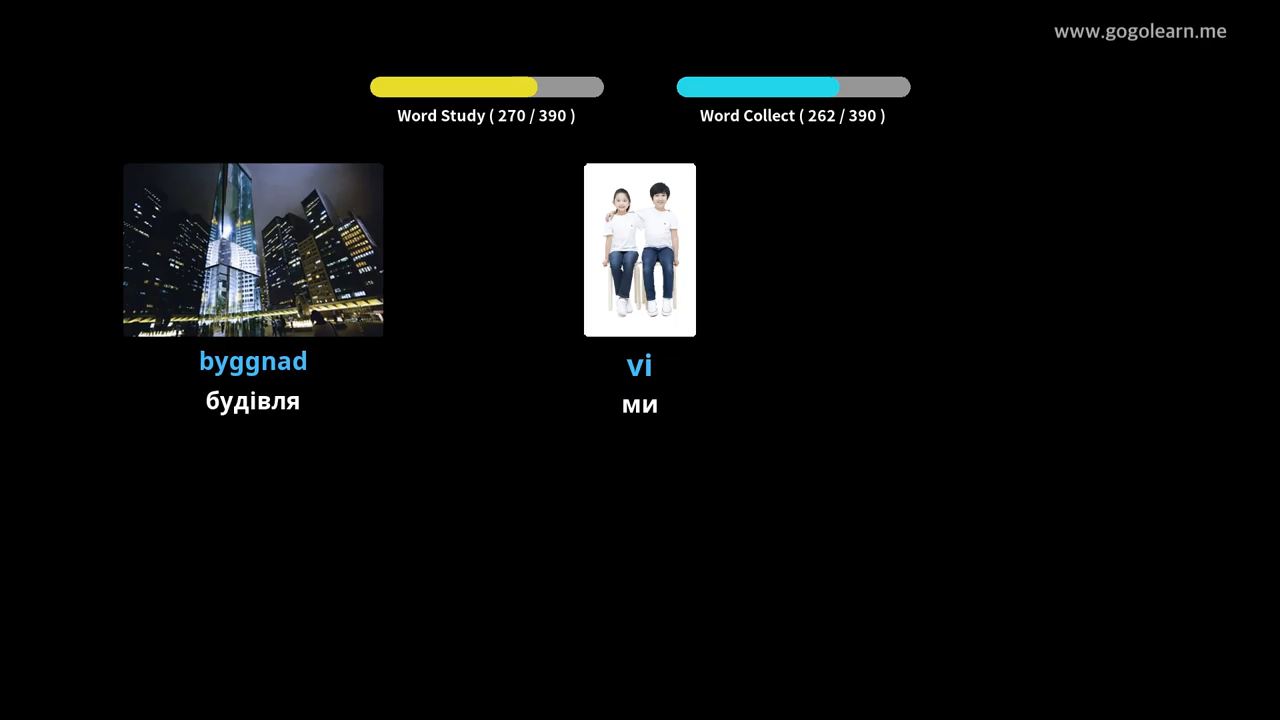 www.gogolearn.me
Word Study ( 270 / 390 )
Word Collect ( 262 / 390 )
byggnad
будівля
vi
ми